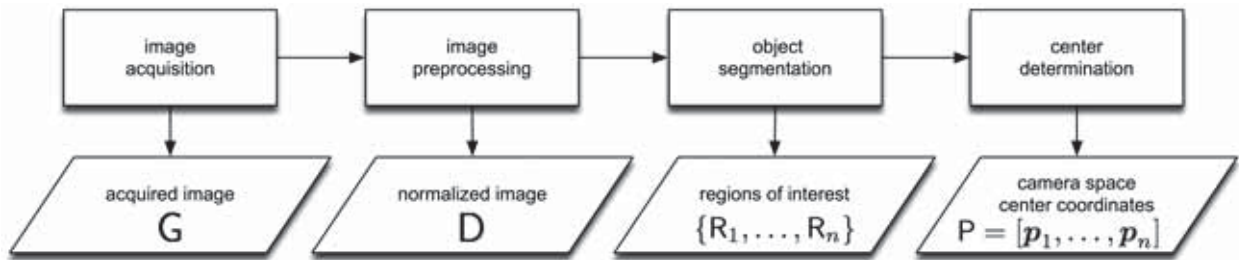 image
acquisition
image
preprocessing
object
segmentation
center
determination
acquired image
G
normalized image
D
regions of interest
{R₁, . . . , Rₙ}
camera space
center coordinates
P = [p₁, . . . , pₙ]